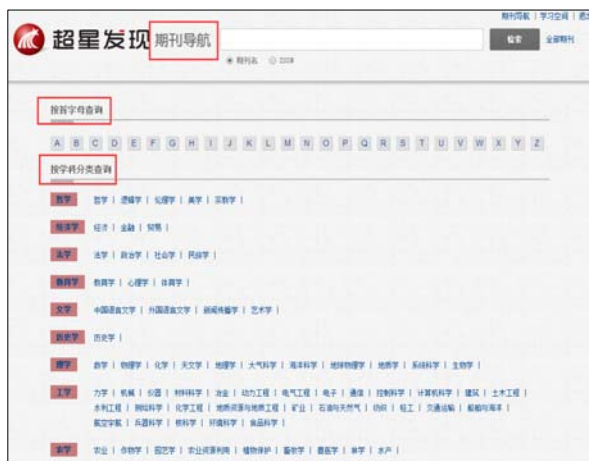 期刊导航 | 学习空间 |
超星发现 期刊导航 检索 全部期刊
期刊名 ISSN
按首字母查询
A B C D E F G H I J K L M N O P Q R S T U V W X Y Z
按学科分类查询
哲学 哲学 | 逻辑学 | 伦理学 | 美学 | 宗教学 |
经济学 经济 | 金融 | 贸易 |
法学 法学 | 政治学 | 社会学 | 民族学 |
教育学 教育学 | 心理学 | 体育学 |
文学 中国语言文学 | 外国语言文学 | 新闻传播学 | 艺术学 |
历史学 历史学 |
理学 数学 | 物理学 | 化学 | 天文学 | 地理学 | 大气科学 | 海洋科学 | 地球物理学 | 地质学 | 系统科学 | 生物学 |
工学 力学 | 机械 | 仪器 | 材料科学 | 冶金 | 动力工程 | 电气工程 | 电子 | 通信 | 控制科学 | 计算机科学 | 建筑 | 土木工程 |
水利工程 | 测绘科学 | 化学工程 | 地质资源与地质工程 | 矿业 | 石油与天然气 | 纺织 | 轻工 | 交通运输 | 船舶与海洋 |
航空宇航 | 兵器科学 | 核科学 | 环境科学 | 食品科学 |
农学 农业 | 作物学 | 园艺学 | 农业资源利用 | 植物保护 | 畜牧学 | 兽医学 | 林学 | 水产 |